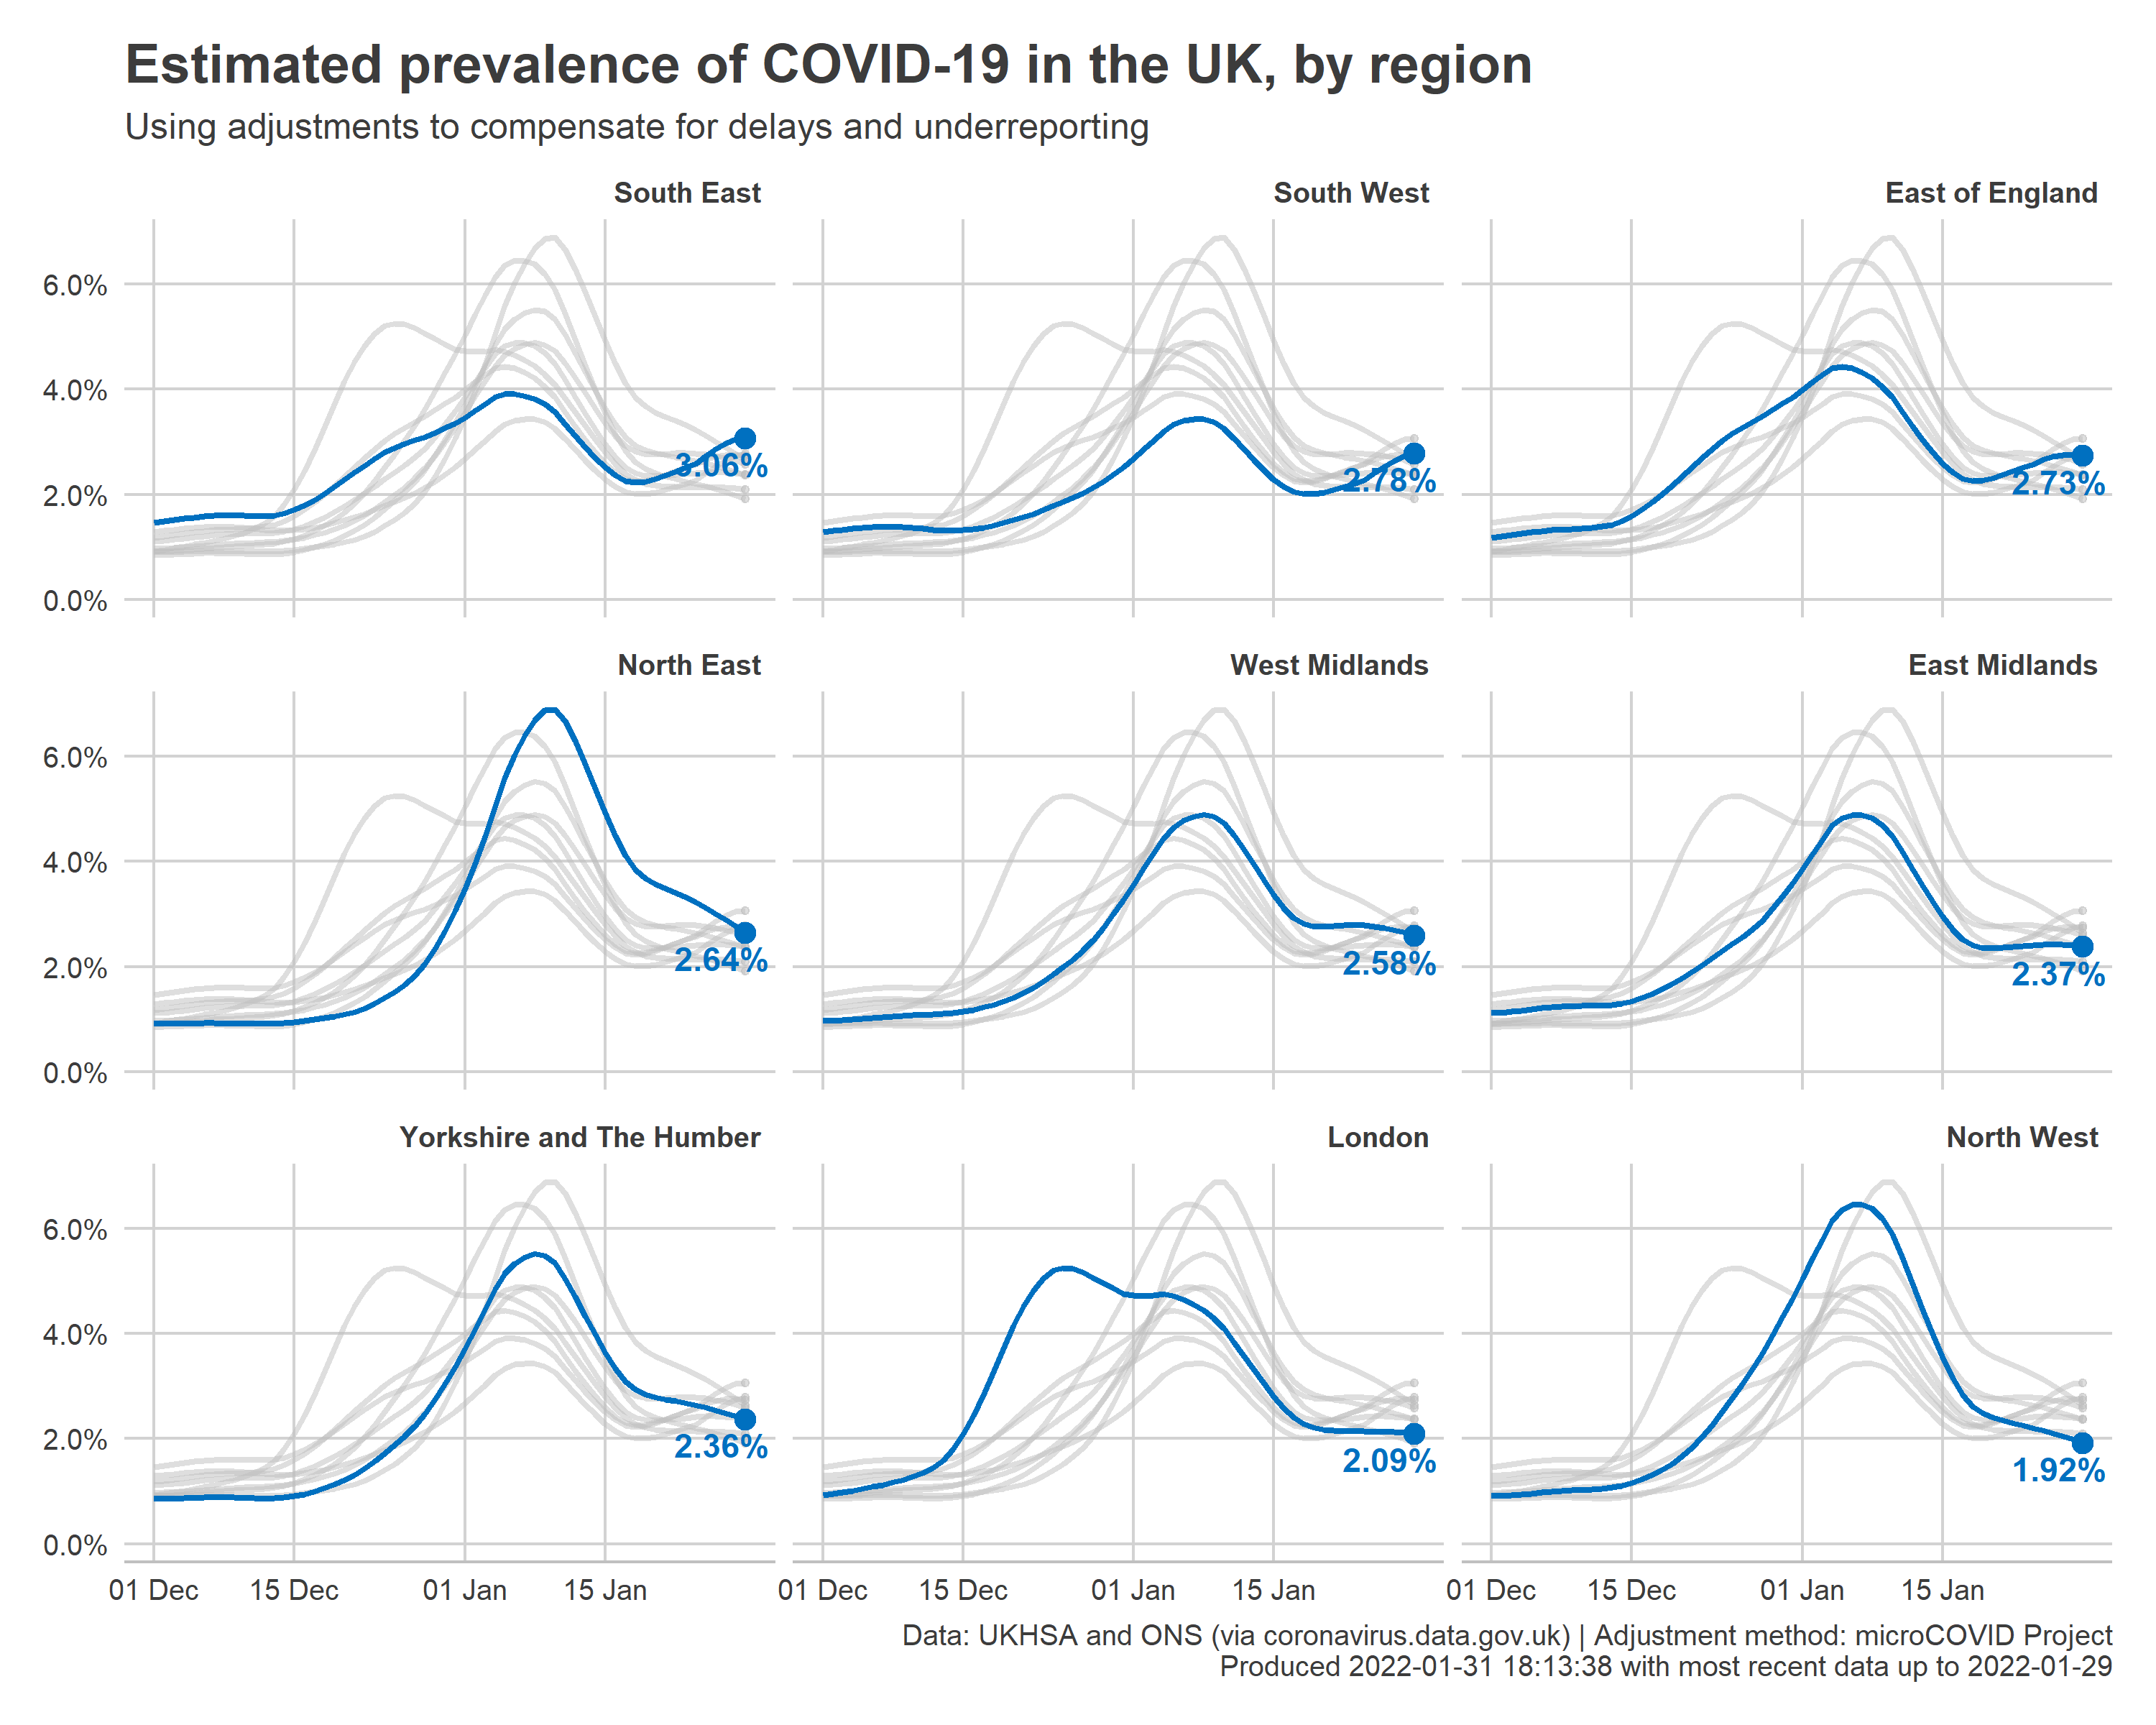 Estimated prevalence of COVID-19 in the UK, by region
Using adjustments to compensate for delays and underreporting
South East
South West
East of England
6.0%
4.0%
2.0%
0.0%
3.06%
2.78%
2.73%
North East
West Midlands
East Midlands
6.0%
4.0%
2.0%
0.0%
2.64%
2.58%
2.37%
Yorkshire and The Humber
London
North West
6.0%
4.0%
2.0%
0.0%
2.36%
2.09%
1.92%
01 Dec 15 Dec 01 Jan 15 Jan
01 Dec 15 Dec 01 Jan 15 Jan
01 Dec 15 Dec 01 Jan 15 Jan
Data: UKHSA and ONS (via coronavirus.data.gov.uk) | Adjustment method: microCOVID Project
Produced 2022-01-31 18:13:38 with most recent data up to 2022-01-29